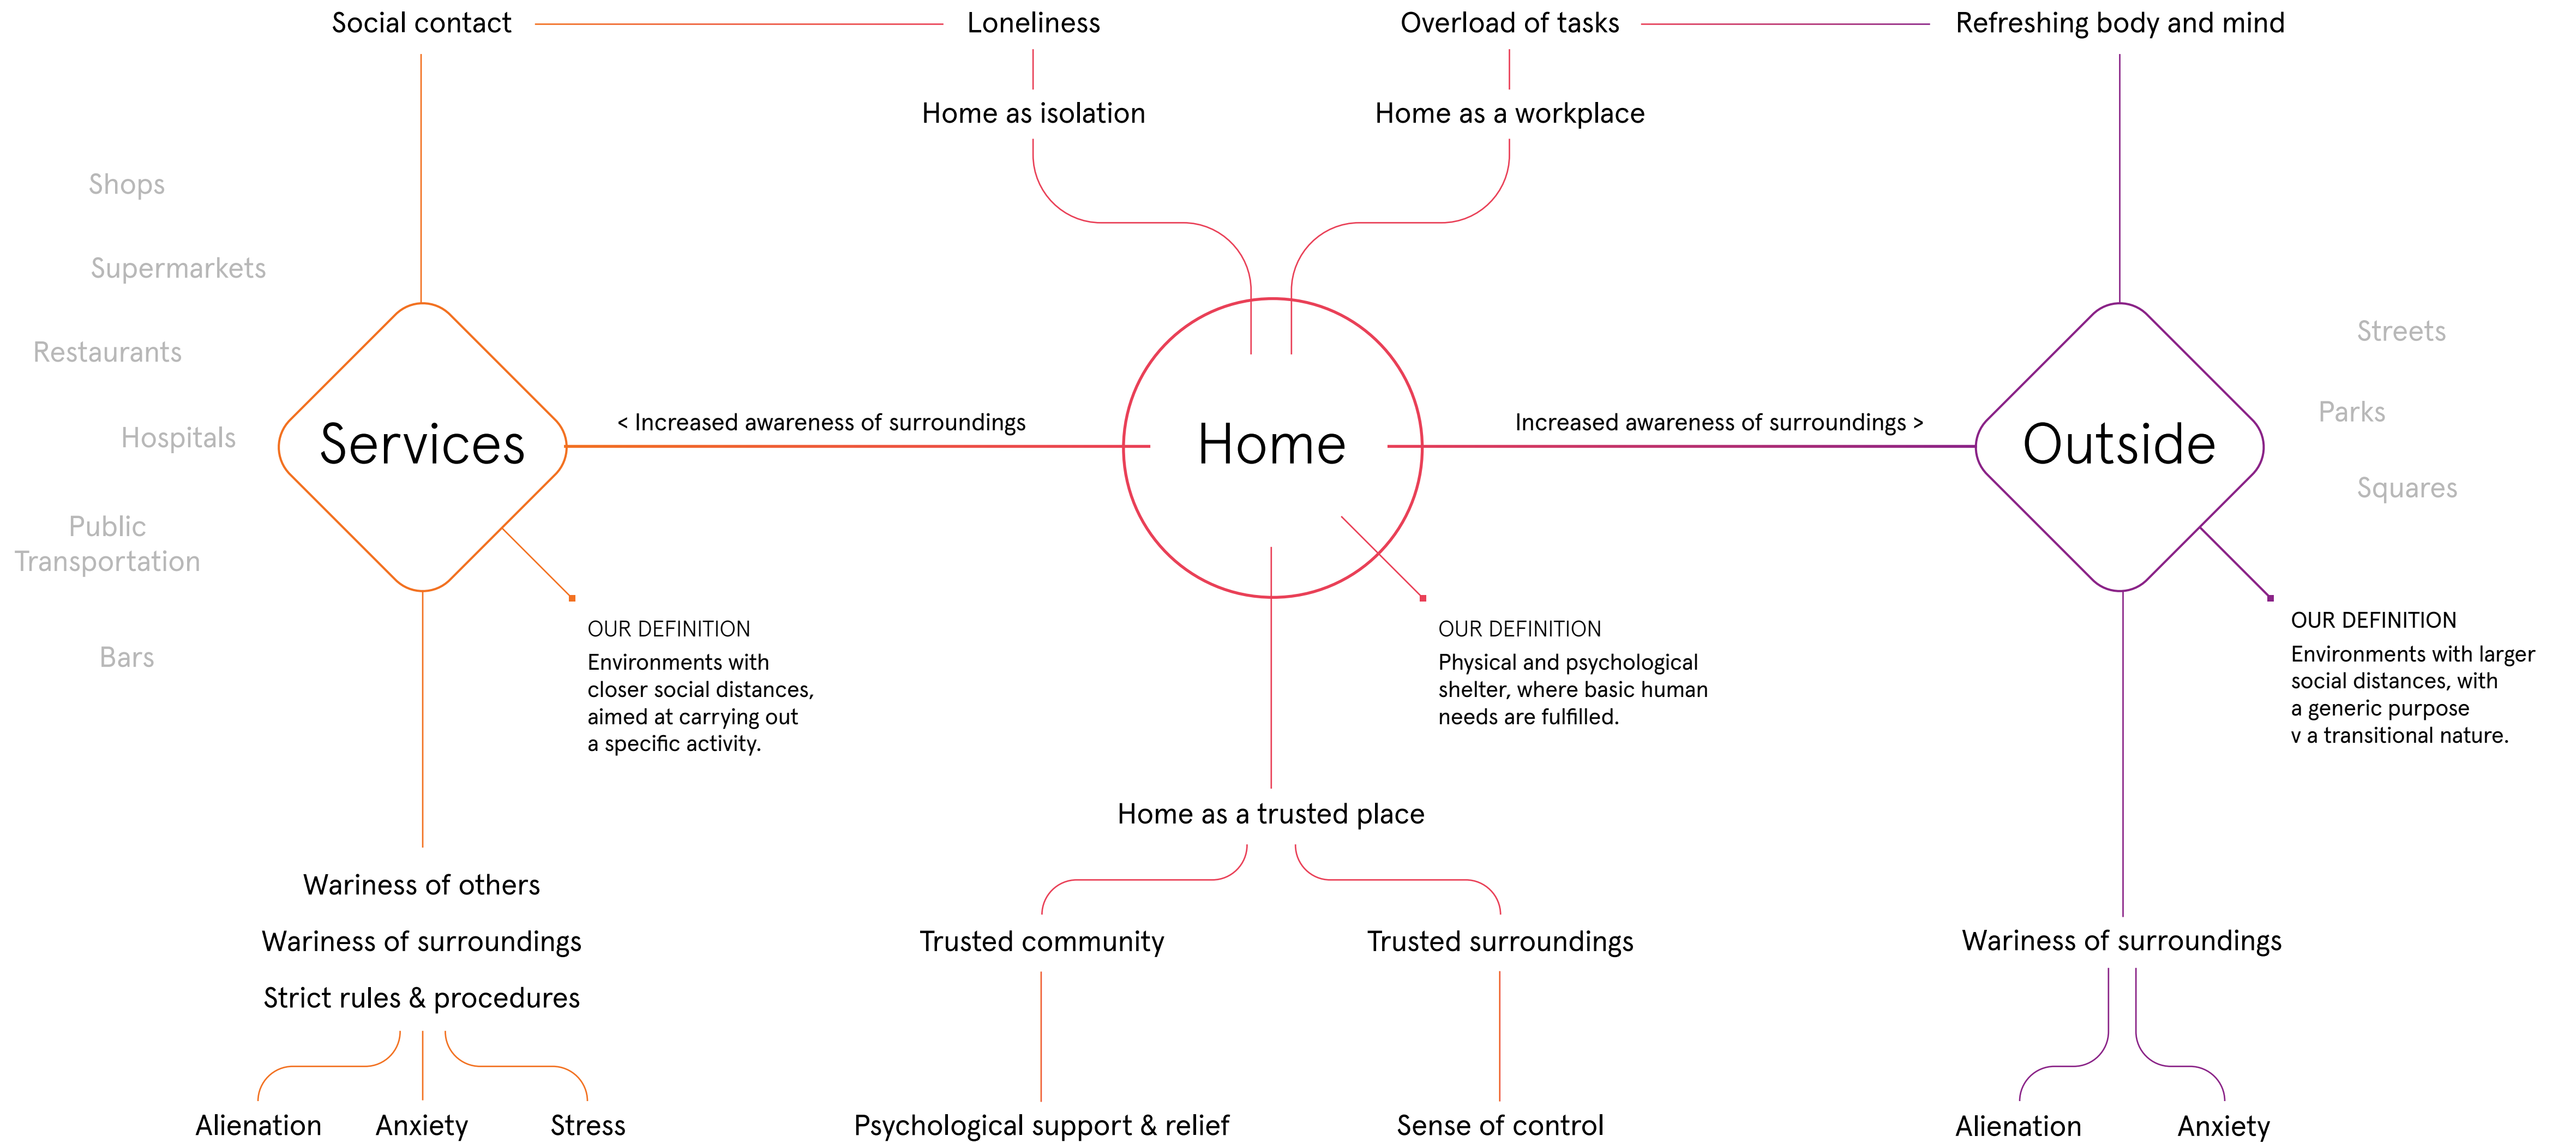 Social contact
Loneliness
Overload of tasks
Refreshing body and mind
Home as isolation
Home as a workplace
Shops
Supermarkets
Restaurants
Hospitals
Public
Transportation
Bars
Services
< Increased awareness of surroundings
Home
Increased awareness of surroundings >
Outside
Streets
Parks
Squares
OUR DEFINITION
Environments with
closer social distances,
aimed at carrying out
a specific activity.
OUR DEFINITION
Physical and psychological
shelter, where basic human
needs are fulfilled.
OUR DEFINITION
Environments with larger
social distances, with
a generic purpose
v a transitional nature.
Home as a trusted place
Wariness of others
Wariness of surroundings
Strict rules & procedures
Trusted community
Trusted surroundings
Wariness of surroundings
Alienation
Anxiety
Stress
Psychological support & relief
Sense of control
Alienation
Anxiety